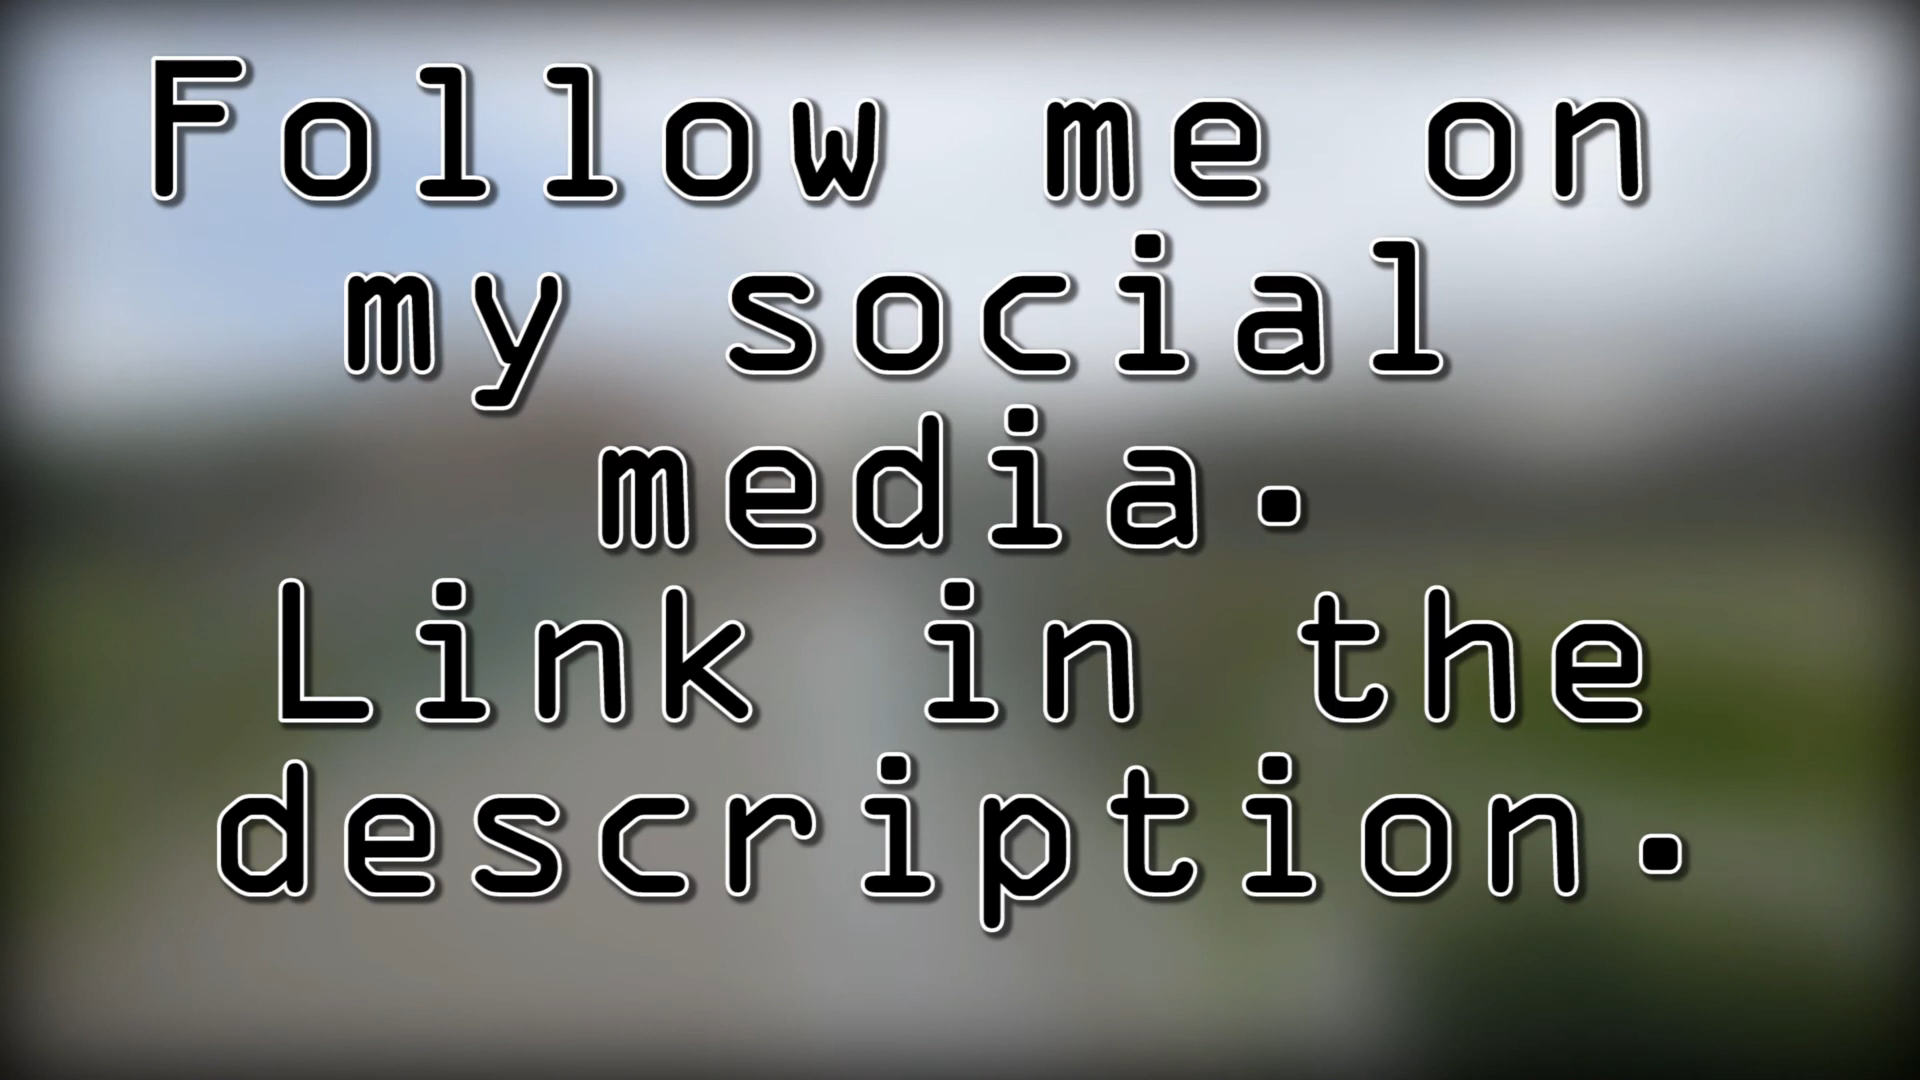 Follow me on
my social
media.
Link in the
description.